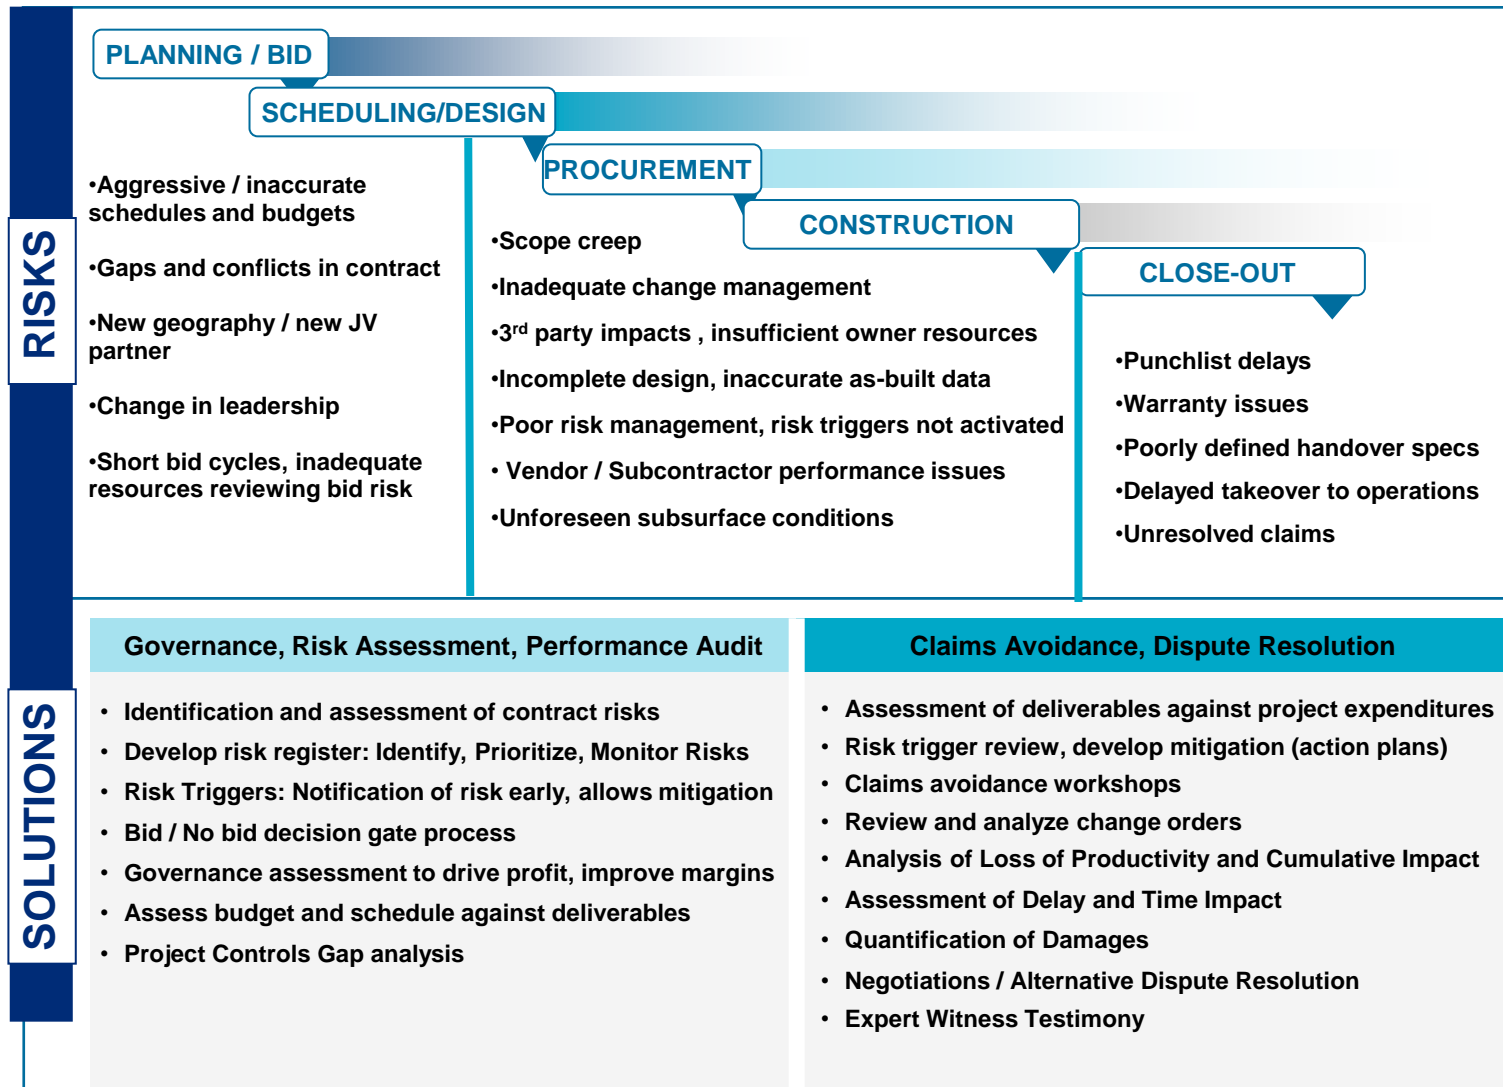 RISKS
PLANNING / BID
SCHEDULING/DESIGN
PROCUREMENT
CONSTRUCTION
CLOSE-OUT
•Aggressive / inaccurate
schedules and budgets
•Gaps and conflicts in contract
•New geography / new JV
partner
•Change in leadership
•Short bid cycles, inadequate
resources reviewing bid risk
•Scope creep
•Inadequate change management
•3rd party impacts , insufficient owner resources
•Incomplete design, inaccurate as-built data
•Poor risk management, risk triggers not activated
• Vendor / Subcontractor performance issues
•Unforeseen subsurface conditions
•Punchlist delays
•Warranty issues
•Poorly defined handover specs
•Delayed takeover to operations
•Unresolved claims
SOLUTIONS
Governance, Risk Assessment, Performance Audit
• Identification and assessment of contract risks
• Develop risk register: Identify, Prioritize, Monitor Risks
• Risk Triggers: Notification of risk early, allows mitigation
• Bid / No bid decision gate process
• Governance assessment to drive profit, improve margins
• Assess budget and schedule against deliverables
• Project Controls Gap analysis
Claims Avoidance, Dispute Resolution
• Assessment of deliverables against project expenditures
• Risk trigger review, develop mitigation (action plans)
• Claims avoidance workshops
• Review and analyze change orders
• Analysis of Loss of Productivity and Cumulative Impact
• Assessment of Delay and Time Impact
• Quantification of Damages
• Negotiations / Alternative Dispute Resolution
• Expert Witness Testimony